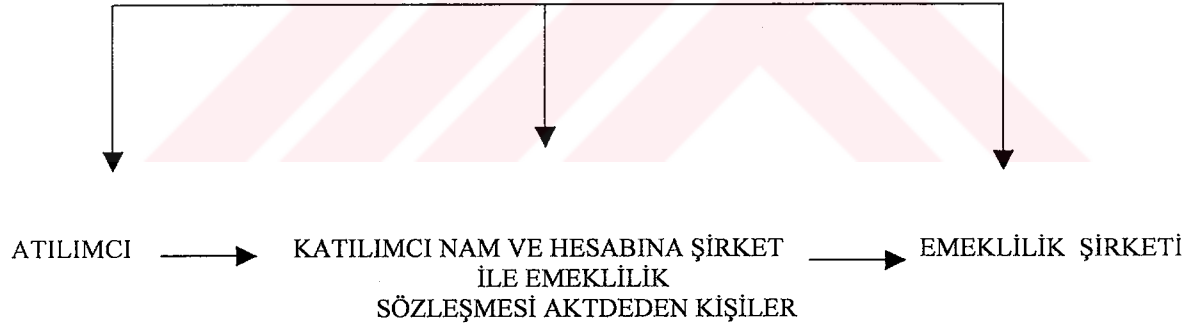 ATILIMCI
KATILIMCI NAM VE HESABINA ŞİRKET
İLE EMEKLİLİK
SÖZLEŞMESİ AKTDEDEN KİŞİLER
EMEKLİLİK ŞİRKETİ